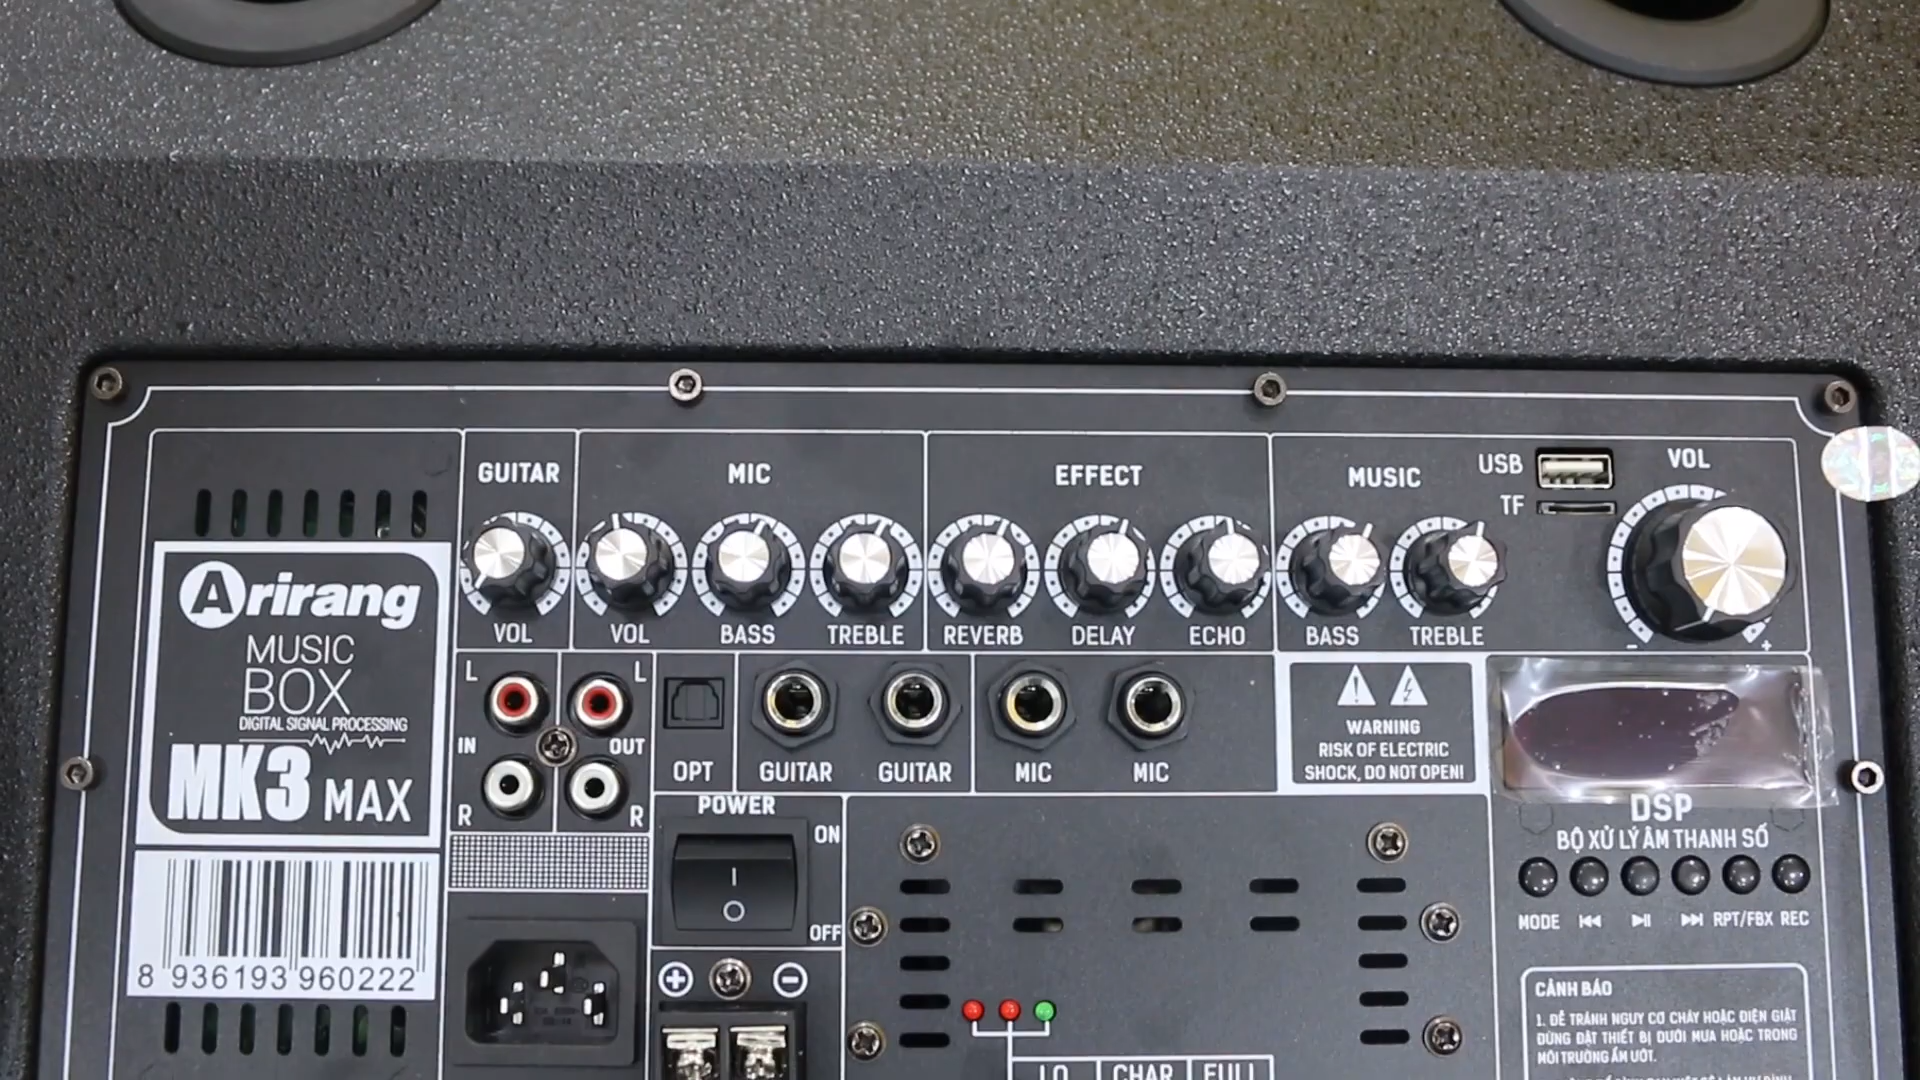 GUITAR
MIC
EFFECT
MUSIC
USB
TF
VOL
VOL
VOL
BASS
TREBLE
REVERB
DELAY
ECHO
BASS
TREBLE
- +
Arirang
MUSIC
BOX
DIGITAL SIGNAL PROCESSING
MK3 MAX
8 936193 960222
L
L
IN
OUT
R
R
OPT
GUITAR
GUITAR
MIC
MIC
WARNING
RISK OF ELECTRIC
SHOCK, DO NOT OPEN!
POWER
ON
OFF
DSP
BỘ XỬ LÝ ÂM THANH SỐ
MODE
RPT/FBX
REC
CẢNH BÁO
1. ĐỂ TRÁNH NGUY CƠ CHÁY HOẶC ĐIỆN GIẬT
ĐỪNG ĐẶT THIẾT BỊ DƯỚI MƯA HOẶC TRONG
MÔI TRƯỜNG ẨM ƯỚT.
LO
CHAR
FULL